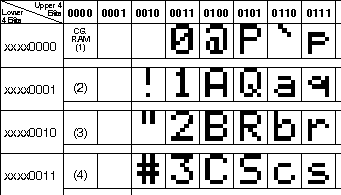 Lower 4 Bits Upper 4 Bits 0000 0001 0010 0011 0100 0101 0110 0111
xxxx0000 CG RAM (1) 0 @ P ` p
xxxx0001 (2) ! 1 A Q a q
xxxx0010 (3) " 2 B R b r
xxxx0011 (4) # 3 C S c s